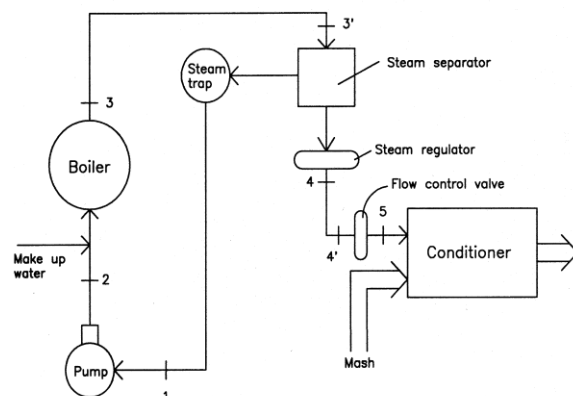 3'
Steam
trap
Steam separator
3
Boiler
Steam regulator
4
Flow control valve
5
4'
Conditioner
Make up
water
2
Mash
Pump
1